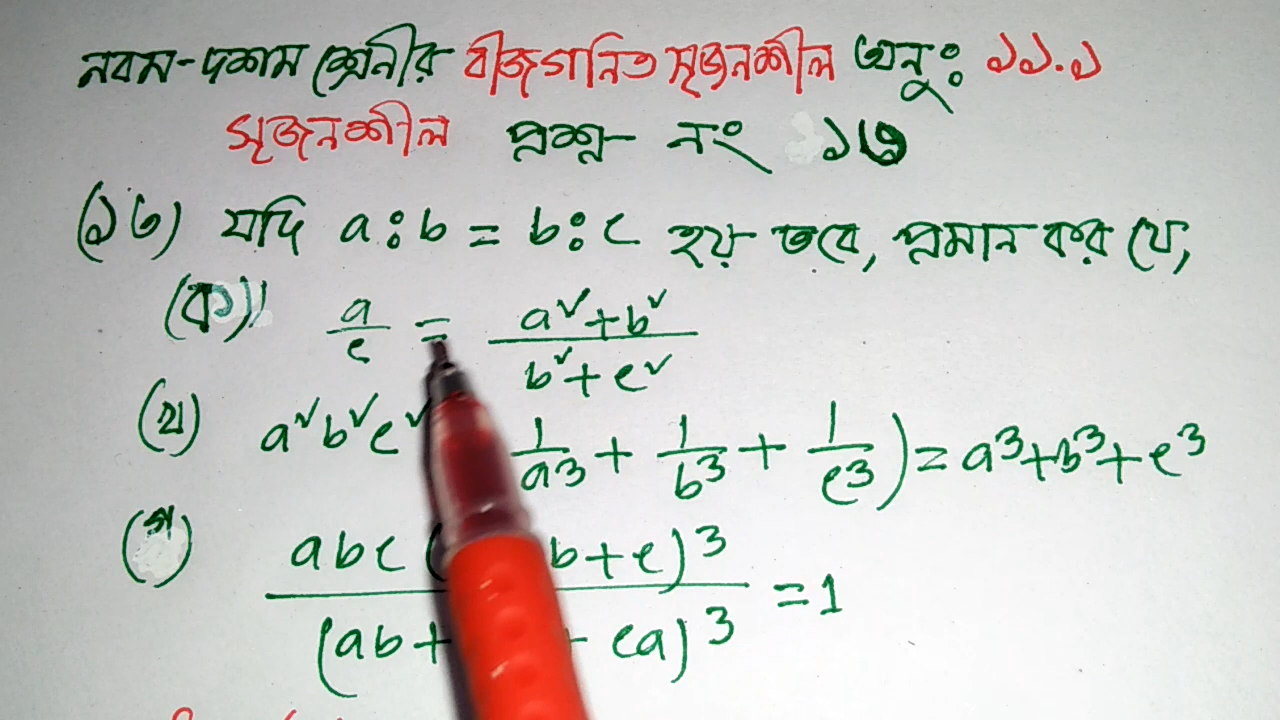 নবম-দশম শ্রেনীর বীজগনিত সৃজনশীল অনু: ১১.১
সৃজনশীল প্রশ্ন- নং ১৬
(১৬) যদি a:b = b:c হয় তবে, প্রমান কর যে,
(ক) a/c = a²+b²/b²+c²
(খ) a²b²c² 1/a³ + 1/b³ + 1/c³) = a³+b³+c³
(গ) abc ( b+c)³/(ab+ + ca)³ = 1